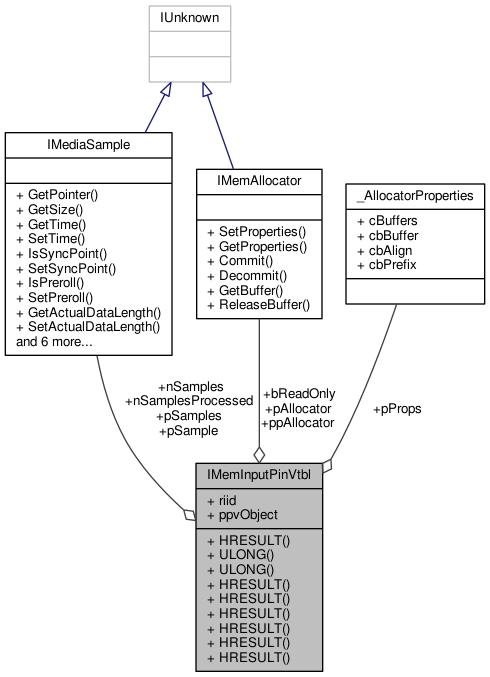 IUnknown
IMediaSample
+ GetPointer()
+ GetSize()
+ GetTime()
+ SetTime()
+ IsSyncPoint()
+ SetSyncPoint()
+ IsPreroll()
+ SetPreroll()
+ GetActualDataLength()
+ SetActualDataLength()
and 6 more...
IMemAllocator
+ SetProperties()
+ GetProperties()
+ Commit()
+ Decommit()
+ GetBuffer()
+ ReleaseBuffer()
_AllocatorProperties
+ cBuffers
+ cbBuffer
+ cbAlign
+ cbPrefix
+nSamples
+nSamplesProcessed
+pSamples
+pSample
+bReadOnly
+pAllocator
+ppAllocator
+pProps
IMemInputPinVtbl
+ riid
+ ppvObject
+ HRESULT()
+ ULONG()
+ ULONG()
+ HRESULT()
+ HRESULT()
+ HRESULT()
+ HRESULT()
+ HRESULT()
+ HRESULT()